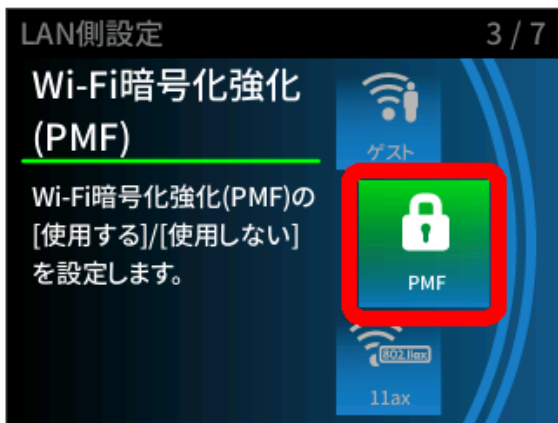 LAN側設定 3 / 7
Wi-Fi暗号化強化
(PMF)
Wi-Fi暗号化強化(PMF)の
[使用する]/[使用しない]
を設定します。
ゲスト
PMF
802.11ax
11ax